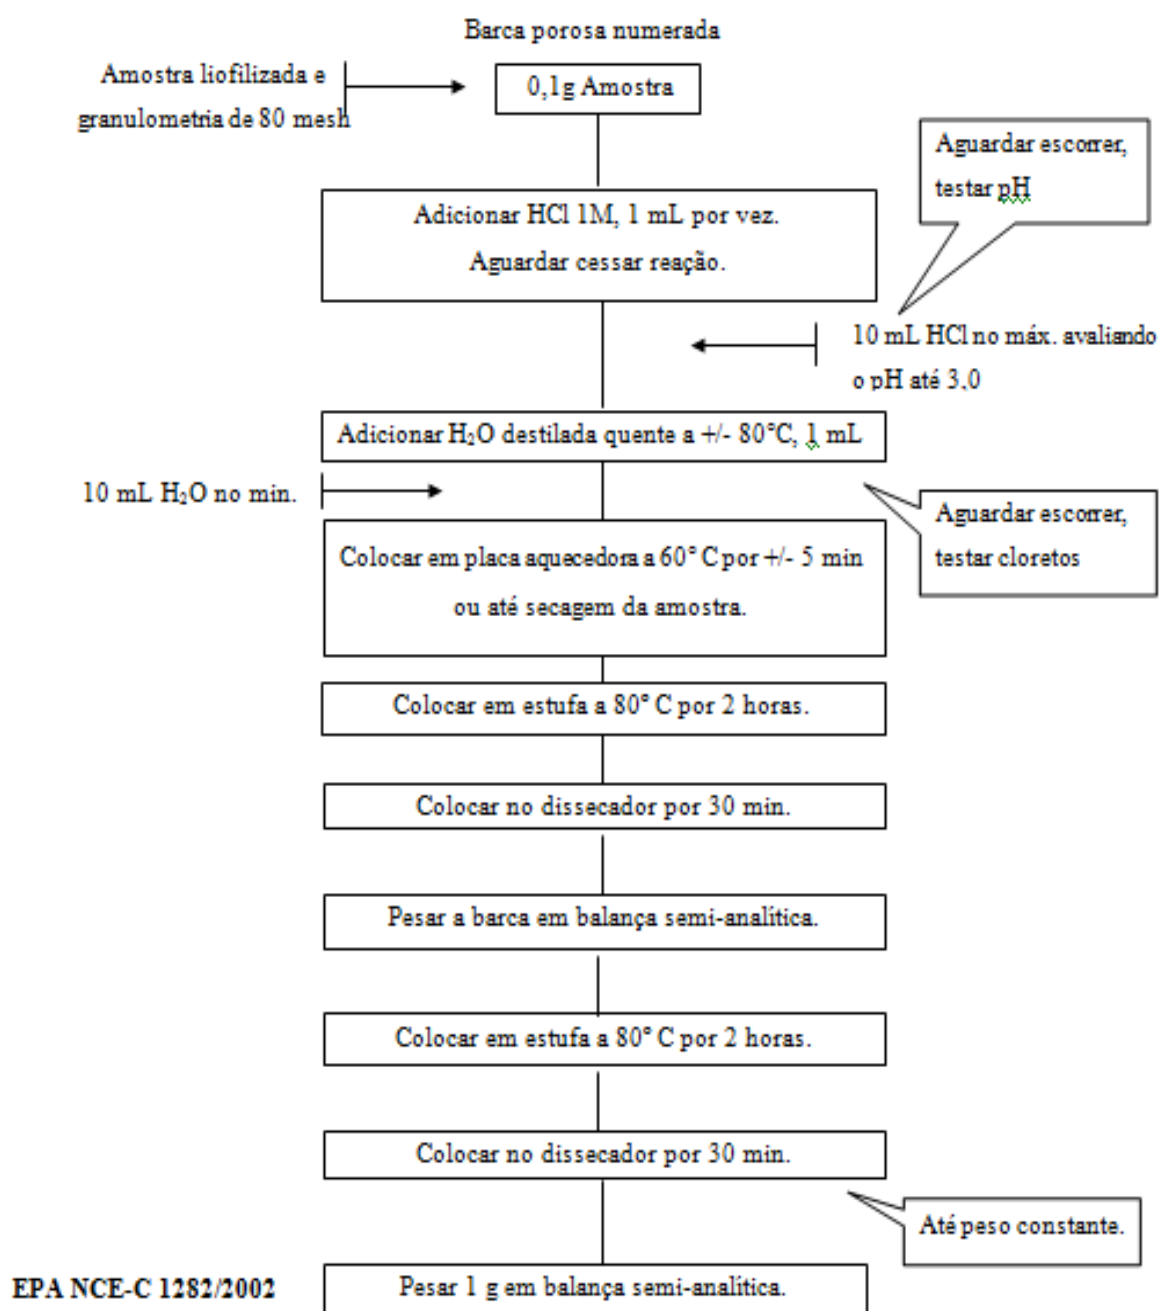 Barca porosa numerada
Amostra liofilizada e
granulometria de 80 mesh
0,1g Amostra
Aguardar escorrer,
testar pH
Adicionar HCl 1M, 1 mL por vez.
Aguardar cessar reação.
10 mL HCl no máx. avaliando
o pH até 3,0
Adicionar H₂O destilada quente a +/- 80°C, 1 mL
10 mL H₂O no min.
Aguardar escorrer,
testar cloretos
Colocar em placa aquecedora a 60° C por +/- 5 min
ou até secagem da amostra.
Colocar em estufa a 80° C por 2 horas.
Colocar no dissecador por 30 min.
Pesar a barca em balança semi-analítica.
Colocar em estufa a 80° C por 2 horas.
Colocar no dissecador por 30 min.
Até peso constante.
EPA NCE-C 1282/2002
Pesar 1 g em balança semi-analítica.